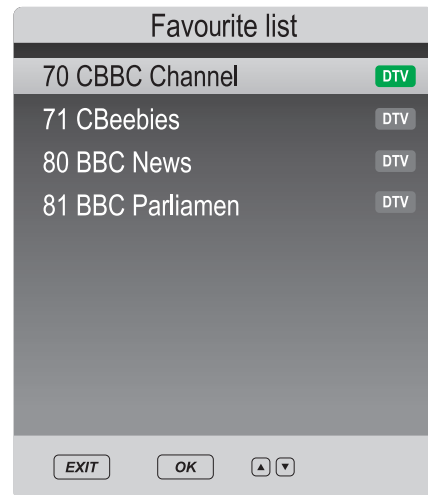 Favourite list
70 CBBC Channel DTV
71 CBeebies DTV
80 BBC News DTV
81 BBC Parliamen DTV
EXIT OK